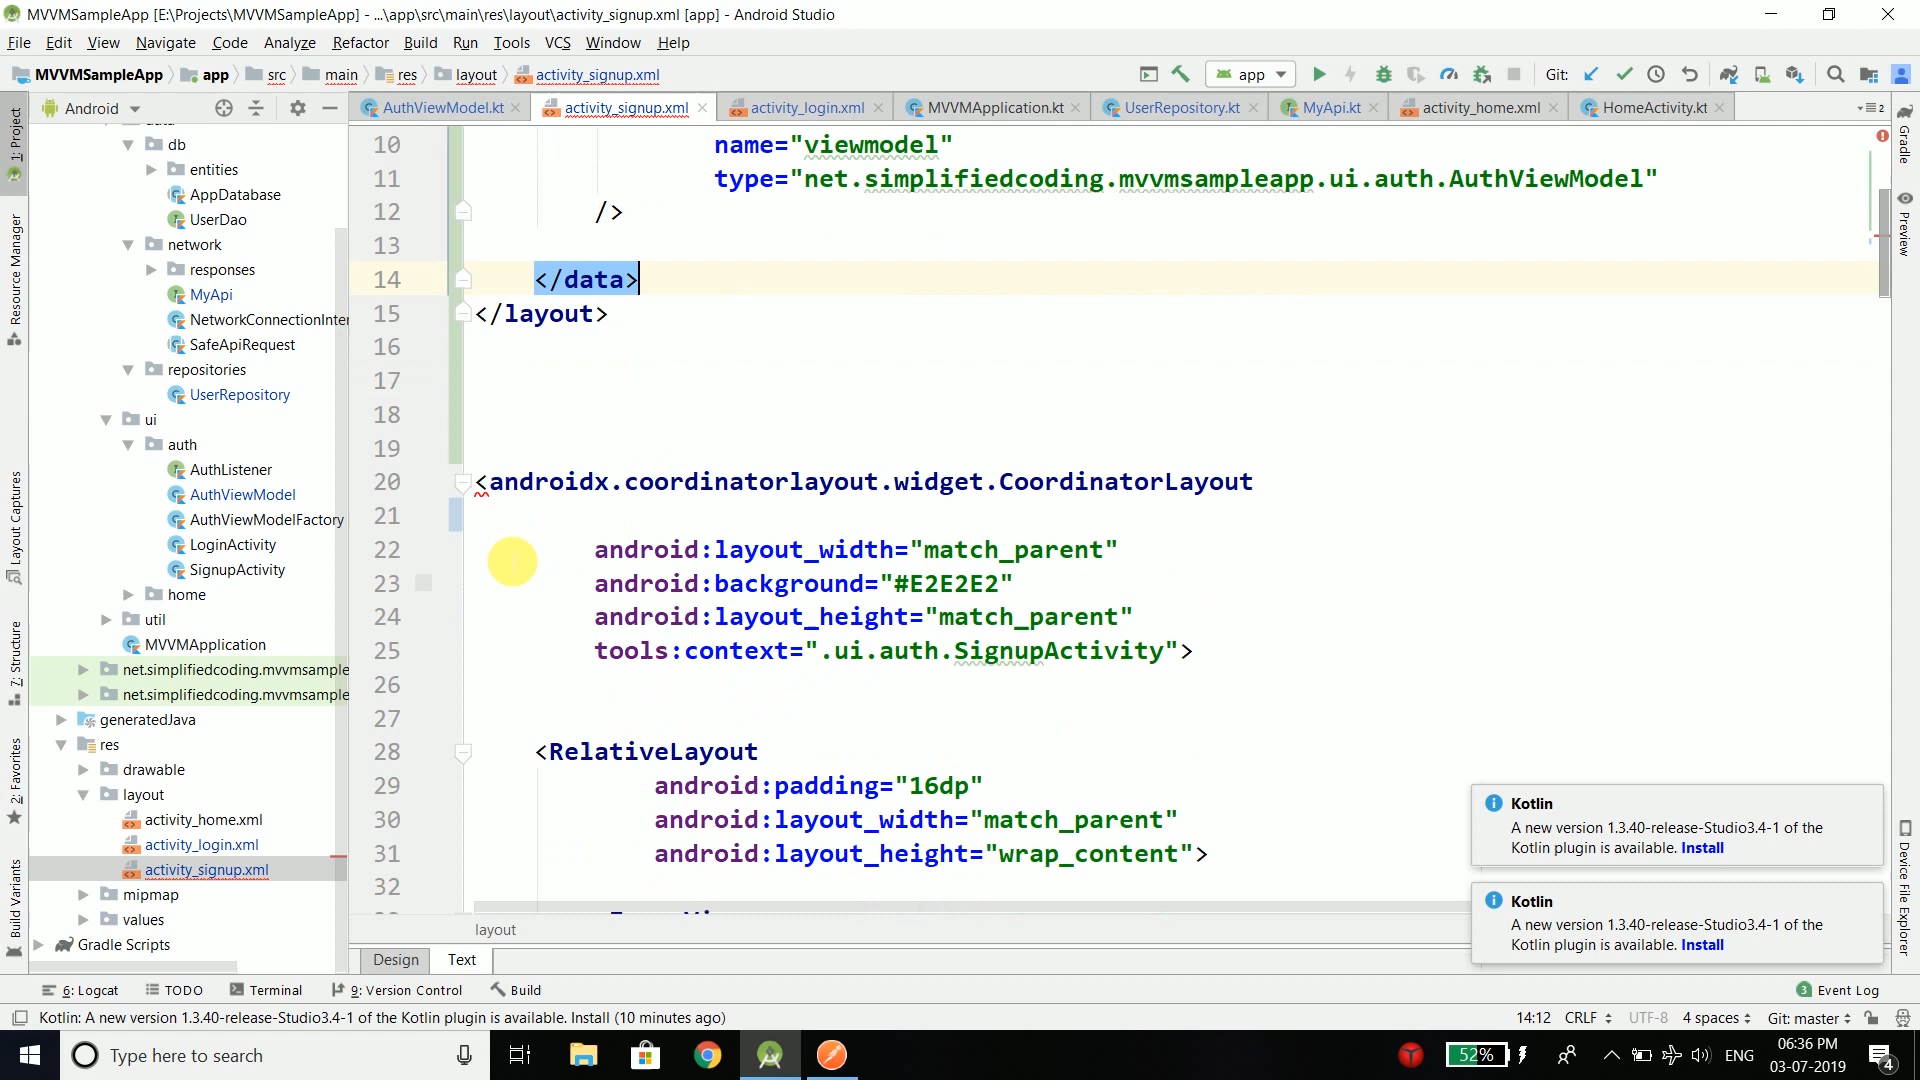 MVVMSampleApp [E:\Projects\MVVMSampleApp] - ...\app\src\main\res\layout\activity_signup.xml [app] - Android Studio
File Edit View Navigate Code Analyze Refactor Build Run Tools VCS Window Help
MVVMSampleApp app src main res layout activity_signup.xml app Git:
Android
AuthViewModel.kt activity_signup.xml activity_login.xml MVVMApplication.kt UserRepository.kt MyApi.kt activity_home.xml HomeActivity.kt 2
1: Project
Resource Manager
Layout Captures
7: Structure
2: Favorites
Build Variants
db
entities
AppDatabase
UserDao
network
responses
MyApi
NetworkConnectionInter
SafeApiRequest
repositories
UserRepository
ui
auth
AuthListener
AuthViewModel
AuthViewModelFactory
LoginActivity
SignupActivity
home
util
MVVMApplication
net.simplifiedcoding.mvvmsample
net.simplifiedcoding.mvvmsample
generatedJava
res
drawable
layout
activity_home.xml
activity_login.xml
activity_signup.xml
mipmap
values
Gradle Scripts
10 name="viewmodel"
11 type="net.simplifiedcoding.mvvmsampleapp.ui.auth.AuthViewModel"
12 />
13
14 </data>
15 </layout>
16
17
18
19
20 <androidx.coordinatorlayout.widget.CoordinatorLayout
21
22 android:layout_width="match_parent"
23 android:background="#E2E2E2"
24 android:layout_height="match_parent"
25 tools:context=".ui.auth.SignupActivity">
26
27
28 <RelativeLayout
29 android:padding="16dp"
30 android:layout_width="match_parent"
31 android:layout_height="wrap_content">
32
layout
Design Text
Gradle
Preview
Device File Explorer
Kotlin
A new version 1.3.40-release-Studio3.4-1 of the
Kotlin plugin is available. Install
Kotlin
A new version 1.3.40-release-Studio3.4-1 of the
Kotlin plugin is available. Install
6: Logcat TODO Terminal 9: Version Control Build 3 Event Log
Kotlin: A new version 1.3.40-release-Studio3.4-1 of the Kotlin plugin is available. Install (10 minutes ago) 14:12 CRLF UTF-8 4 spaces Git: master
Type here to search 52% ENG 06:36 PM
03-07-2019 4